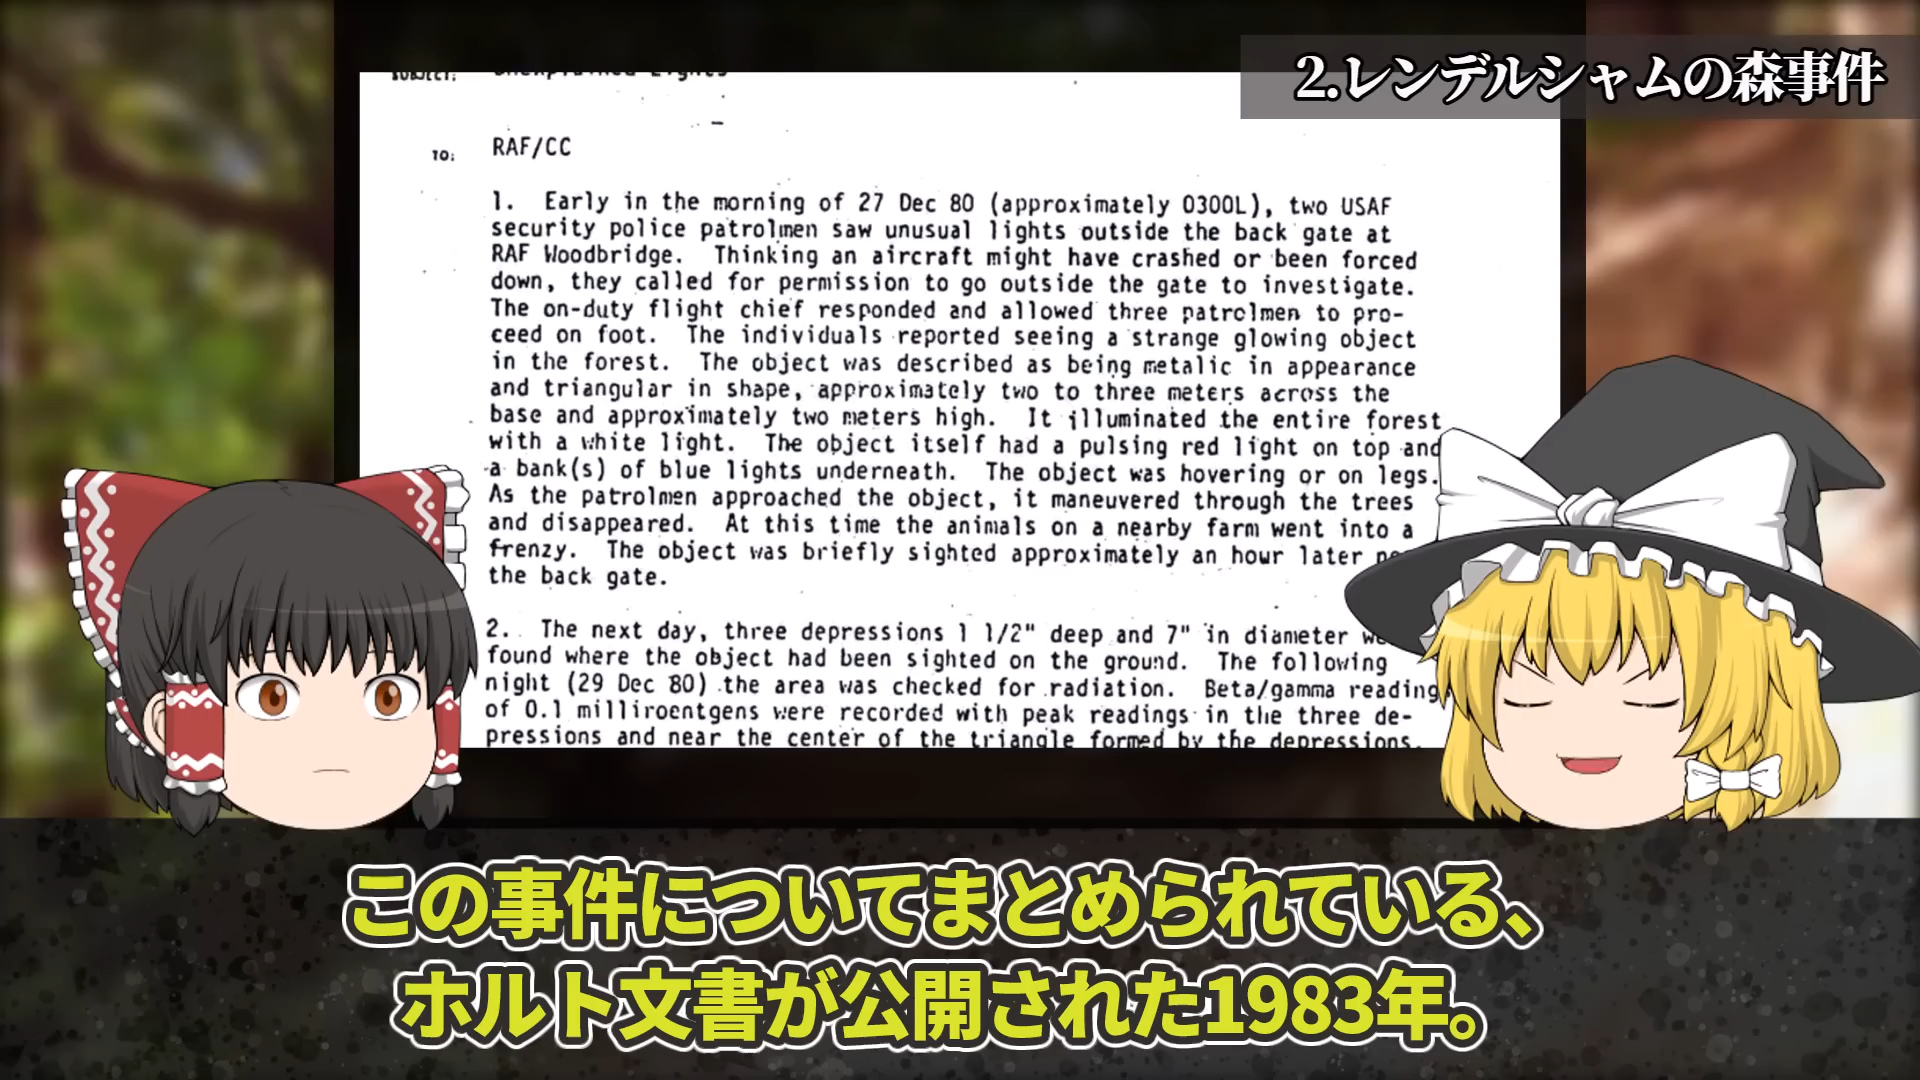 2.レンデルシャムの森事件
SUBJECT: Unexplained Lights
TO: RAF/CC
1. Early in the morning of 27 Dec 80 (approximately 0300L), two USAF
security police patrolmen saw unusual lights outside the back gate at
RAF Woodbridge. Thinking an aircraft might have crashed or been forced
down, they called for permission to go outside the gate to investigate.
The on-duty flight chief responded and allowed three patrolmen to pro-
ceed on foot. The individuals reported seeing a strange glowing object
in the forest. The object was described as being metalic in appearance
and triangular in shape, approximately two to three meters across the
base and approximately two meters high. It illuminated the entire forest
with a white light. The object itself had a pulsing red light on top and
a bank(s) of blue lights underneath. The object was hovering or on legs.
As the patrolmen approached the object, it maneuvered through the trees
and disappeared. At this time the animals on a nearby farm went into a
frenzy. The object was briefly sighted approximately an hour later
the back gate.
2. The next day, three depressions 1 1/2" deep and 7" in diameter
found where the object had been sighted on the ground. The following
night (29 Dec 80) the area was checked for radiation. Beta/gamma reading
of 0.1 milliroentgens were recorded with peak readings in the three de-
pressions and near the center of the triangle formed by the depressions.
この事件についてまとめられている、
ホルト文書が公開された1983年。